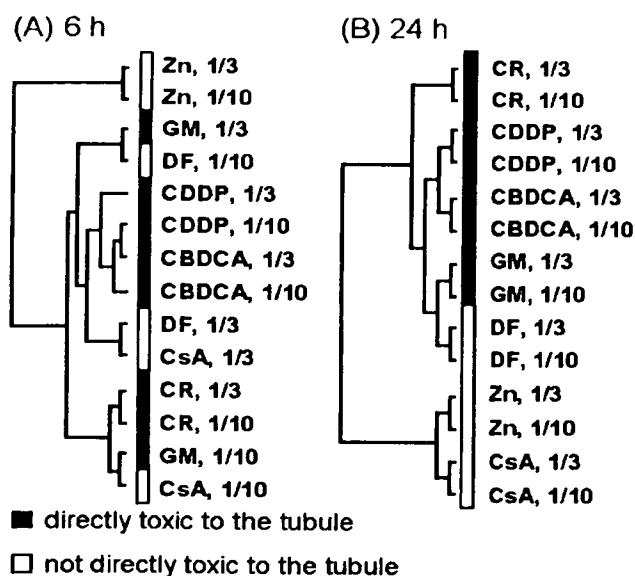 (A) 6 h
Zn, 1/3
Zn, 1/10
GM, 1/3
DF, 1/10
CDDP, 1/3
CDDP, 1/10
CBDCA, 1/3
CBDCA, 1/10
DF, 1/3
CsA, 1/3
CR, 1/3
CR, 1/10
GM, 1/10
CsA, 1/10
(B) 24 h
CR, 1/3
CR, 1/10
CDDP, 1/3
CDDP, 1/10
CBDCA, 1/3
CBDCA, 1/10
GM, 1/3
GM, 1/10
DF, 1/3
DF, 1/10
Zn, 1/3
Zn, 1/10
CsA, 1/3
CsA, 1/10
directly toxic to the tubule
not directly toxic to the tubule